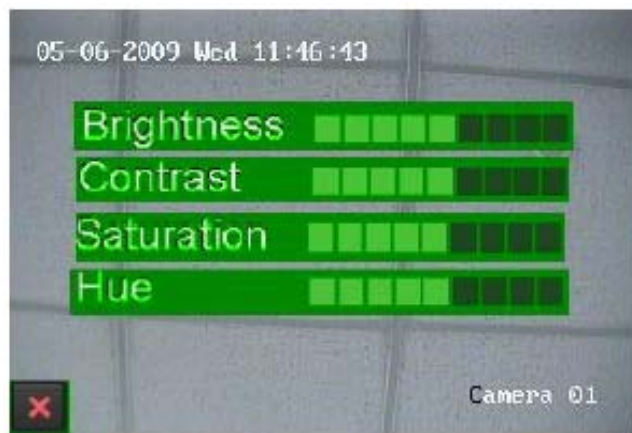 05-06-2009 Wed 11:46:43
Brightness
Contrast
Saturation
Hue
Camera 01